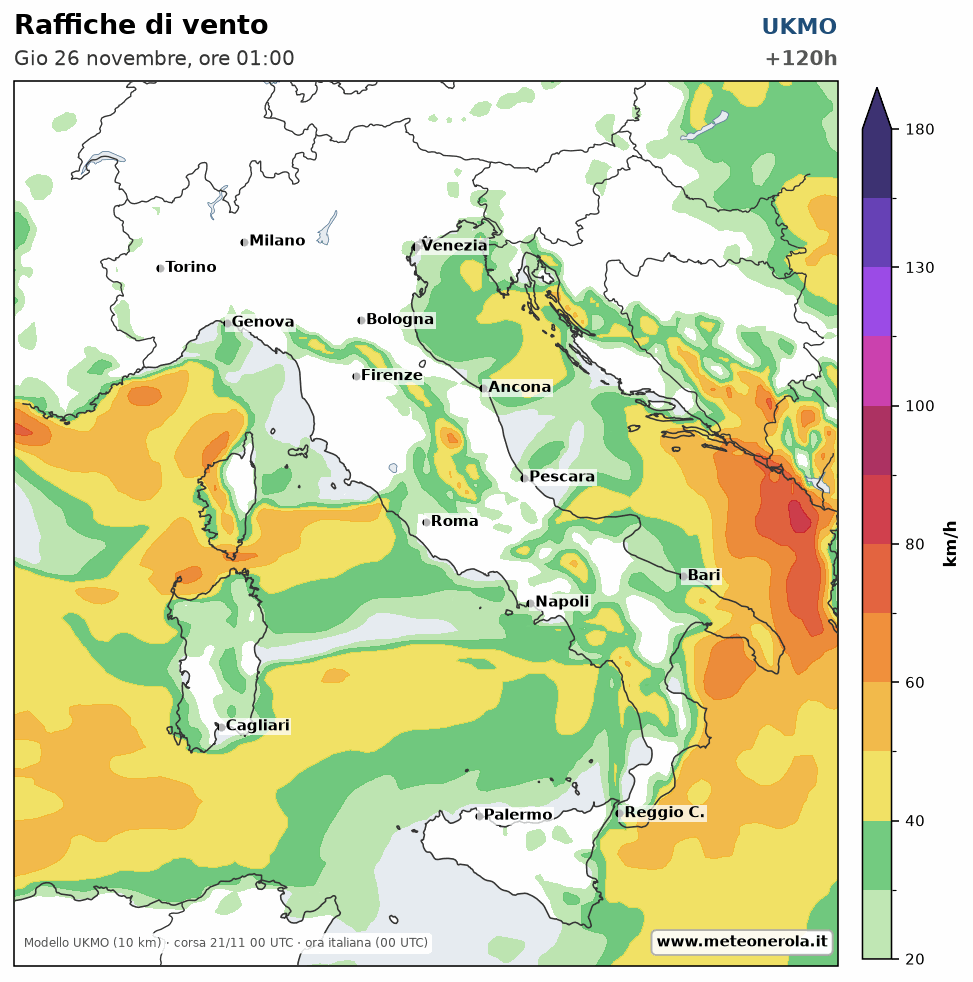 Raffiche di vento
UKMO
Gio 26 novembre, ore 01:00
+120h
Milano
Torino
Venezia
Genova
Bologna
Firenze
Ancona
Pescara
Roma
Bari
Napoli
Cagliari
Palermo
Reggio C.
180
130
100
80
60
40
20
km/h
Modello UKMO (10 km) · corsa 21/11 00 UTC · ora italiana (00 UTC)
www.meteonerola.it